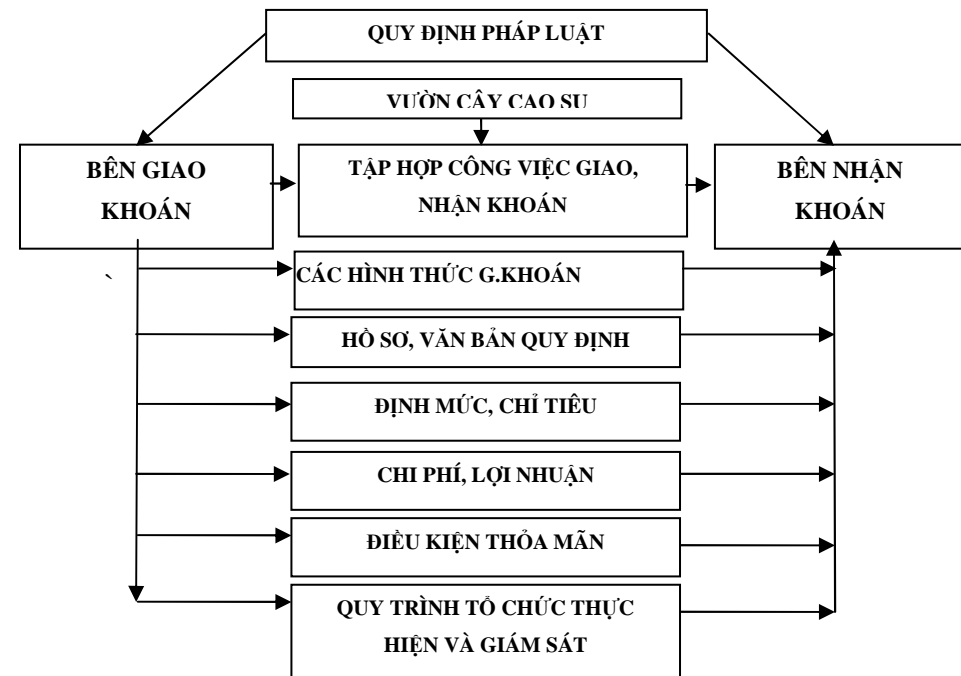 QUY ĐỊNH PHÁP LUẬT
VƯỜN CÂY CAO SU
BÊN GIAO
KHOÁN
TẬP HỢP CÔNG VIỆC GIAO,
NHẬN KHOÁN
BÊN NHẬN
KHOÁN
`
CÁC HÌNH THỨC G.KHOÁN
HỒ SƠ, VĂN BẢN QUY ĐỊNH
ĐỊNH MỨC, CHỈ TIÊU
CHI PHÍ, LỢI NHUẬN
ĐIỀU KIỆN THỎA MÃN
QUY TRÌNH TỔ CHỨC THỰC
HIỆN VÀ GIÁM SÁT